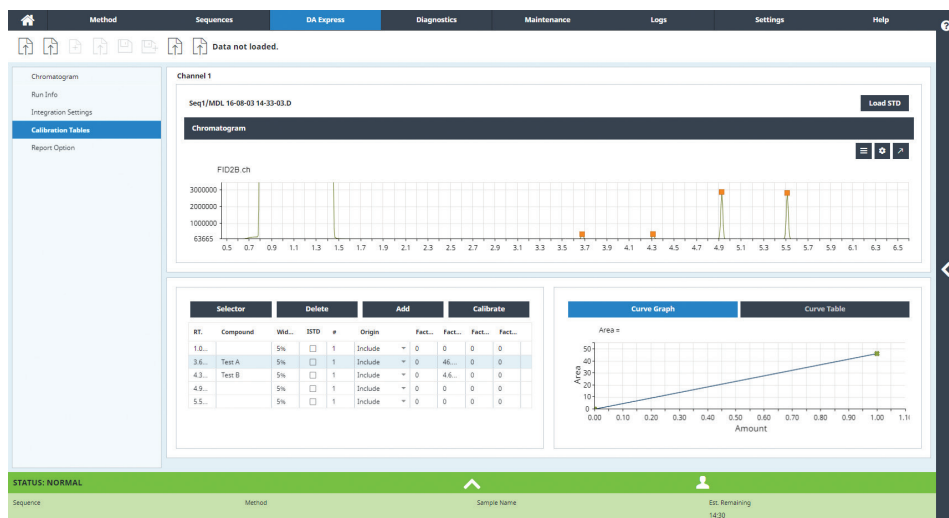 Method Sequences DA Express Diagnostics Maintenance Logs Settings Help
Data not loaded.
Chromatogram
Run Info
Integration Settings
Calibration Tables
Report Option
Channel 1
Seq1/MDL 16-08-03 14-33-03.D Load STD
Chromatogram
FID2B.ch
3000000
2000000
1000000
63665
0.5 0.7 0.9 1.1 1.3 1.5 1.7 1.9 2.1 2.3 2.5 2.7 2.9 3.1 3.3 3.5 3.7 3.9 4.1 4.3 4.5 4.7 4.9 5.1 5.3 5.5 5.7 5.9 6.1 6.3 6.5
Selector Delete Add Calibrate
RT. Compound Wid... ISTD # Origin Fact... Fact... Fact... Fact...
1.0... 5% 1 Include 0 0 0 0
3.6... Test A 5% 1 Include 0 46.... 0 0
4.3... Test B 5% 1 Include 0 4.6... 0 0
4.9... 5% 1 Include 0 0 0 0
5.5... 5% 1 Include 0 0 0 0
Curve Graph Curve Table
Area =
50
40
30
20
10
0
Area
0.00 0.10 0.20 0.30 0.40 0.50 0.60 0.70 0.80 0.90 1.00
Amount
STATUS: NORMAL
Sequence Method Sample Name Est. Remaining
14:30